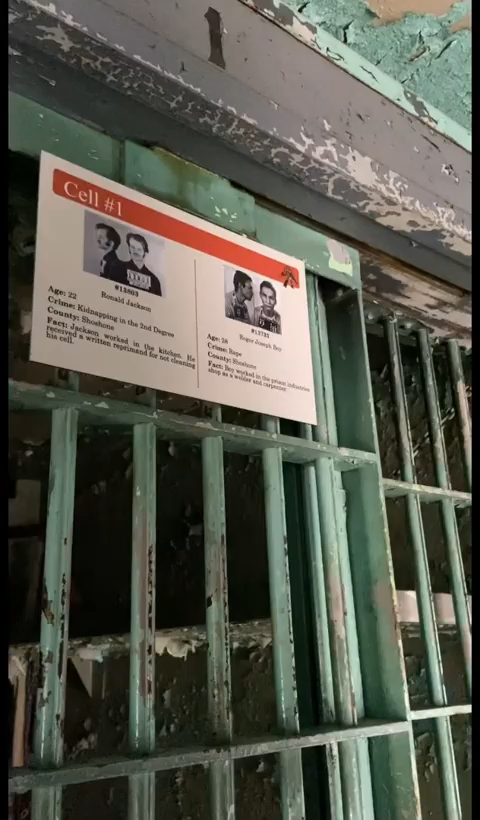 Cell #1
#13803
Ronald Jackson
Age: 22
Crime: Kidnapping in the 2nd Degree
County: Shoshone
Fact: Jackson worked in the kitchen. He
received a written reprimand for not cleaning
his cell.
Roger Joseph
Age: 28
Crime: Rape
County: Shoshone
Fact: worked in the prison industries
shop as a welder and carpenter.